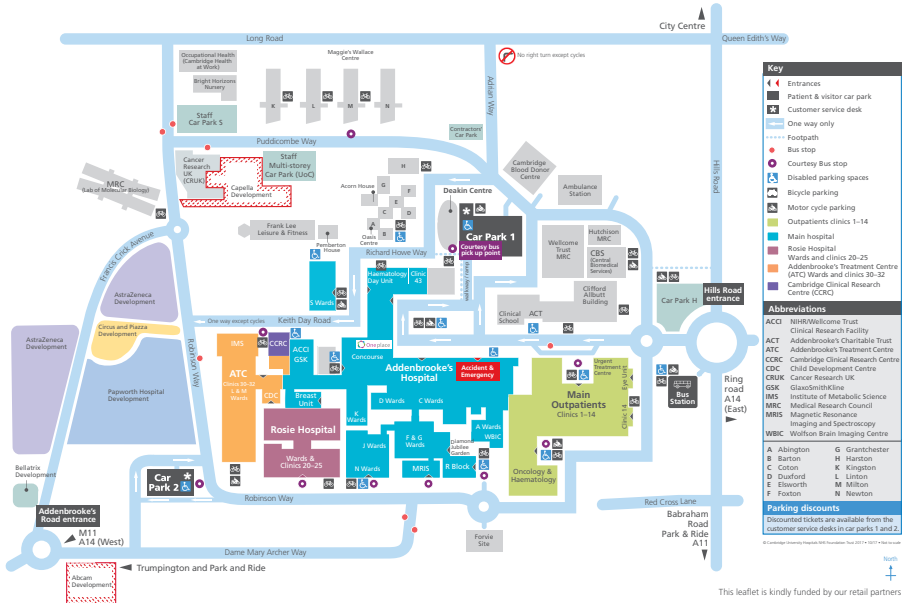 City Centre
Long Road
Queen Edith's Way
Occupational Health
(Cambridge Health
at Work)
Bright Horizons
Nursery
Staff
Car Park 5
Maggie's Wallace
Centre
K
L
M
N
No right turn except cycles
Adrian Way
Contractors'
Car Park
Puddicombe Way
Cancer
Research
UK
(CRUK)
Staff
Multi-storey
Car Park (UoC)
Capella
Development
MRC
(Lab of Molecular Biology)
H
G
F
E
D
C
A
B
Acorn House
Oasis
Centre
Deakin Centre
Cambridge
Blood Donor
Centre
Ambulance
Station
Hills Road
Car Park 1
Courtesy bus
pick up point
Frank Lee
Leisure & Fitness
Pemberton
House
Richard Howe Way
Francis Crick Avenue
Wellcome
Trust
MRC
Hutchison
MRC
CBS
(Central
Biomedical
Services)
Clifford
Allbutt
Building
Clinical
School
ACT
Haematology
Day Unit
Clinic
43
S Wards
AstraZeneca
Development
One way except cycles
Keith Day Road
Car Park H
Hills Road
entrance
Circus and Piazza
Development
AstraZeneca
Development
Papworth Hospital
Development
Robinson Way
IMS
CCRC
ACCI
GSK
Oneplace
Concourse
ATC
Clinics 30–32
L & M
Wards
CDC
Breast
Unit
Addenbrooke's
Hospital
Accident &
Emergency
Urgent
Treatment
Centre
Eye Unit
Main
Outpatients
Clinics 1–14
Clinic 14
Bus
Station
Ring
road
A14
(East)
D Wards
C Wards
K
Wards
Rosie Hospital
Wards &
Clinics 20–25
J Wards
F & G
Wards
A Wards
WBIC
Diamond
Jubilee
Garden
N Wards
MRIS
R Block
Oncology &
Haematology
Bellatrix
Development
Car
Park 2
Robinson Way
Red Cross Lane
Addenbrooke's
Road entrance
M11
A14 (West)
Babraham
Road
Park & Ride
A11
Forvie
Site
Dame Mary Archer Way
Abcam
Development
Trumpington and Park and Ride
Key
Entrances
Patient & visitor car park
Customer service desk
One way only
Footpath
Bus stop
Courtesy Bus stop
Disabled parking spaces
Bicycle parking
Motor cycle parking
Outpatients clinics 1–14
Main hospital
Rosie Hospital
Wards and clinics 20–25
Addenbrooke's Treatment Centre
(ATC) Wards and clinics 30–32
Cambridge Clinical Research
Centre (CCRC)
Abbreviations
ACCI NIHR/Wellcome Trust
Clinical Research Facility
ACT Addenbrooke's Charitable Trust
ATC Addenbrooke's Treatment Centre
CCRC Cambridge Clinical Research Centre
CDC Child Development Centre
CRUK Cancer Research UK
GSK GlaxoSmithKline
IMS Institute of Metabolic Science
MRC Medical Research Council
MRIS Magnetic Resonance
Imaging and Spectroscopy
WBIC Wolfson Brain Imaging Centre
A Abington G Grantchester
B Barton H Harston
C Coton K Kingston
D Duxford L Linton
E Elsworth M Milton
F Foxton N Newton
Parking discounts
Discounted tickets are available from the
customer service desks in car parks 1 and 2.
North
This leaflet is kindly funded by our retail partners